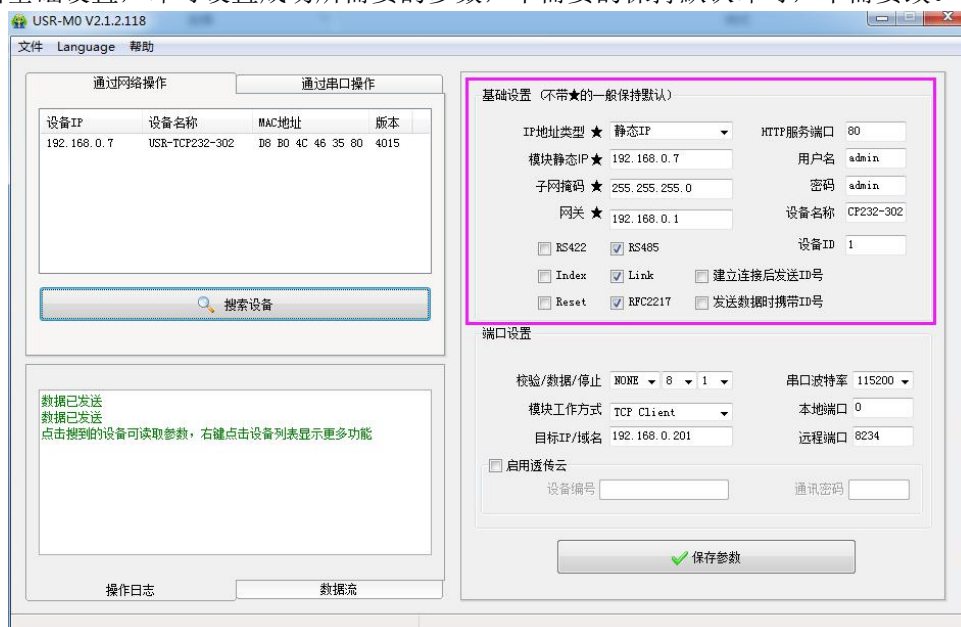 USR-M0 V2.1.2.118
文件 Language 帮助
通过网络操作 通过串口操作
设备IP 设备名称 MAC地址 版本
192.168.0.7 USR-TCP232-302 D8 B0 4C 46 35 80 4015
搜索设备
数据已发送
数据已发送
点击搜到的设备可读取参数，右键点击设备列表显示更多功能
操作日志 数据流
基础设置 (不带★的一般保持默认)
IP地址类型 ★ 静态IP HTTP服务端口 80
模块静态IP★ 192.168.0.7 用户名 admin
子网掩码 ★ 255.255.255.0 密码 admin
网关 ★ 192.168.0.1 设备名称 CP232-302
RS422 RS485 设备ID 1
Index Link 建立连接后发送ID号
Reset RFC2217 发送数据时携带ID号
端口设置
校验/数据/停止 NONE 8 1 串口波特率 115200
模块工作方式 TCP Client 本地端口 0
目标IP/域名 192.168.0.201 远程端口 8234
启用透传云
设备编号 通讯密码
保存参数